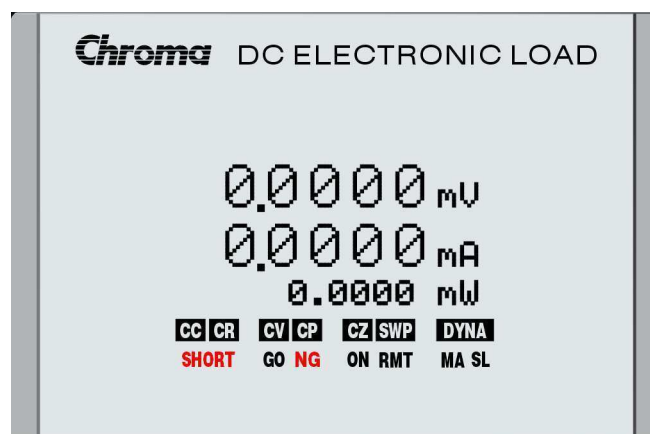 Chroma DC ELECTRONIC LOAD
0.0000 mV
0.0000 mA
0.0000 mW
CC CR CV CP CZ SWP DYNA
SHORT GO NG ON RMT MA SL